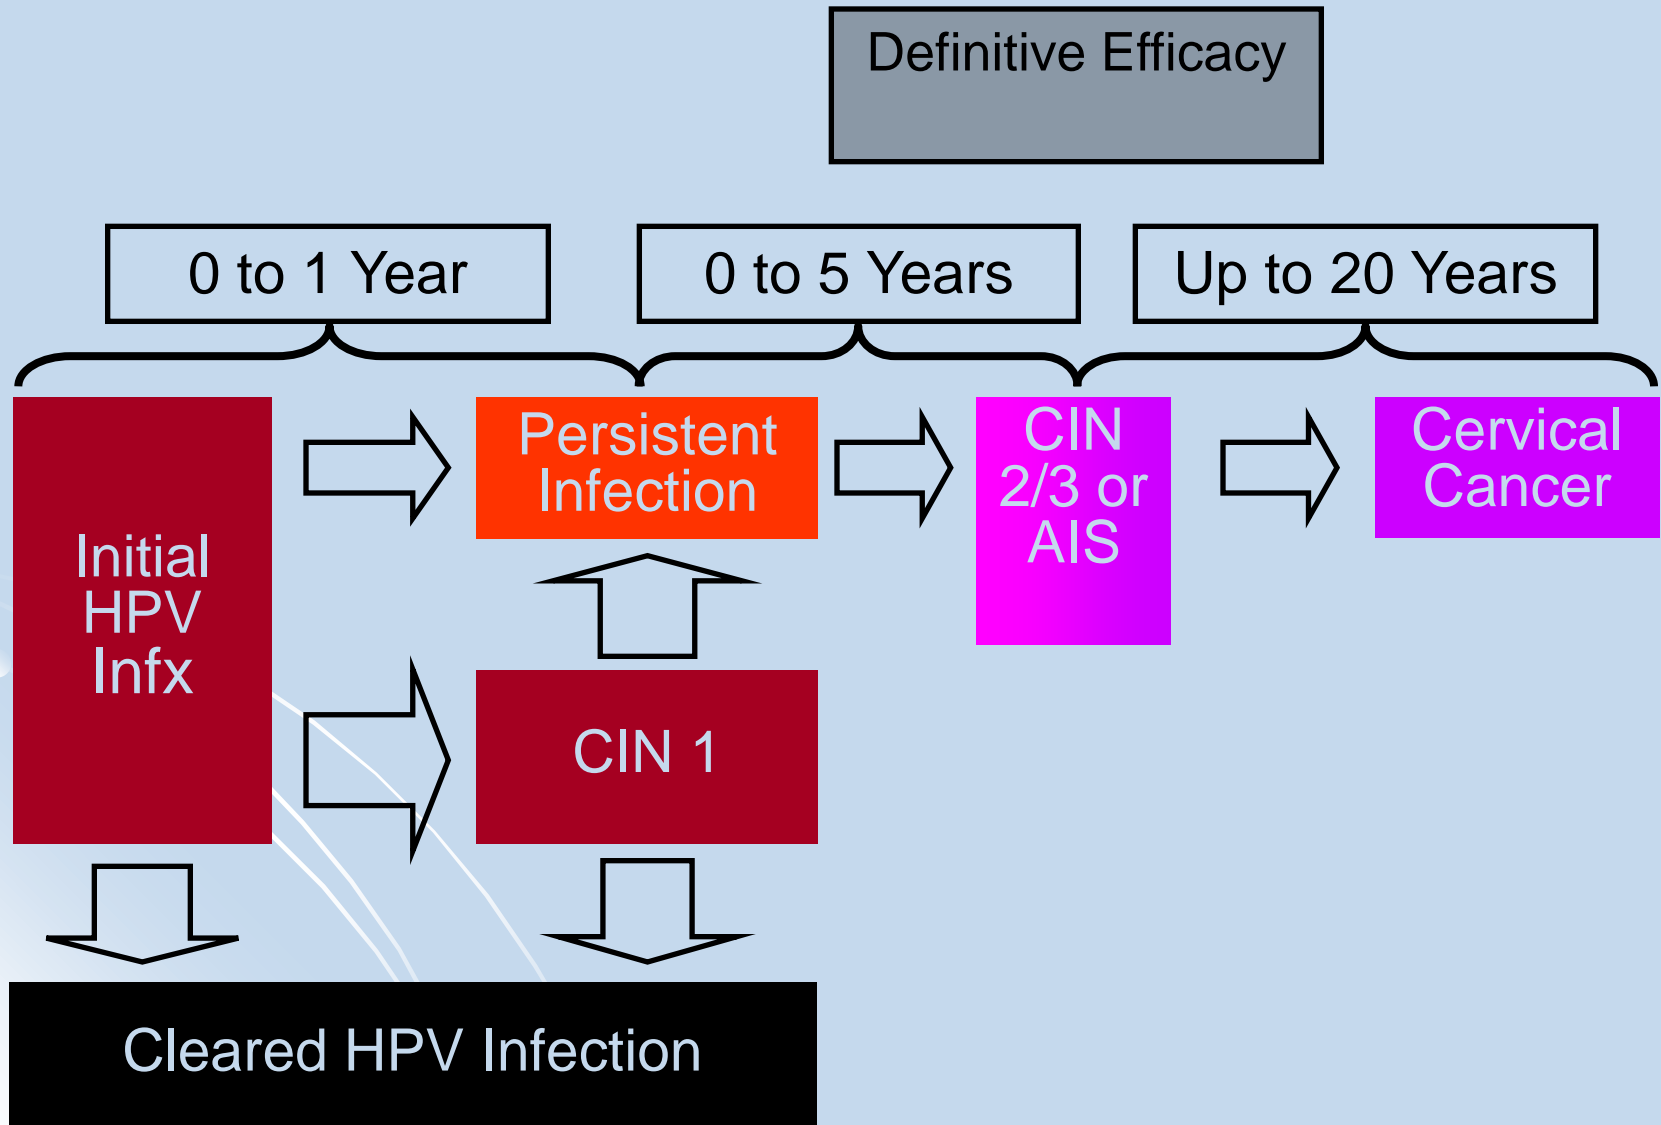 Definitive Efficacy
0 to 1 Year
0 to 5 Years
Up to 20 Years
Initial
HPV
Infx
Persistent
Infection
CIN
2/3 or
AIS
Cervical
Cancer
CIN 1
Cleared HPV Infection